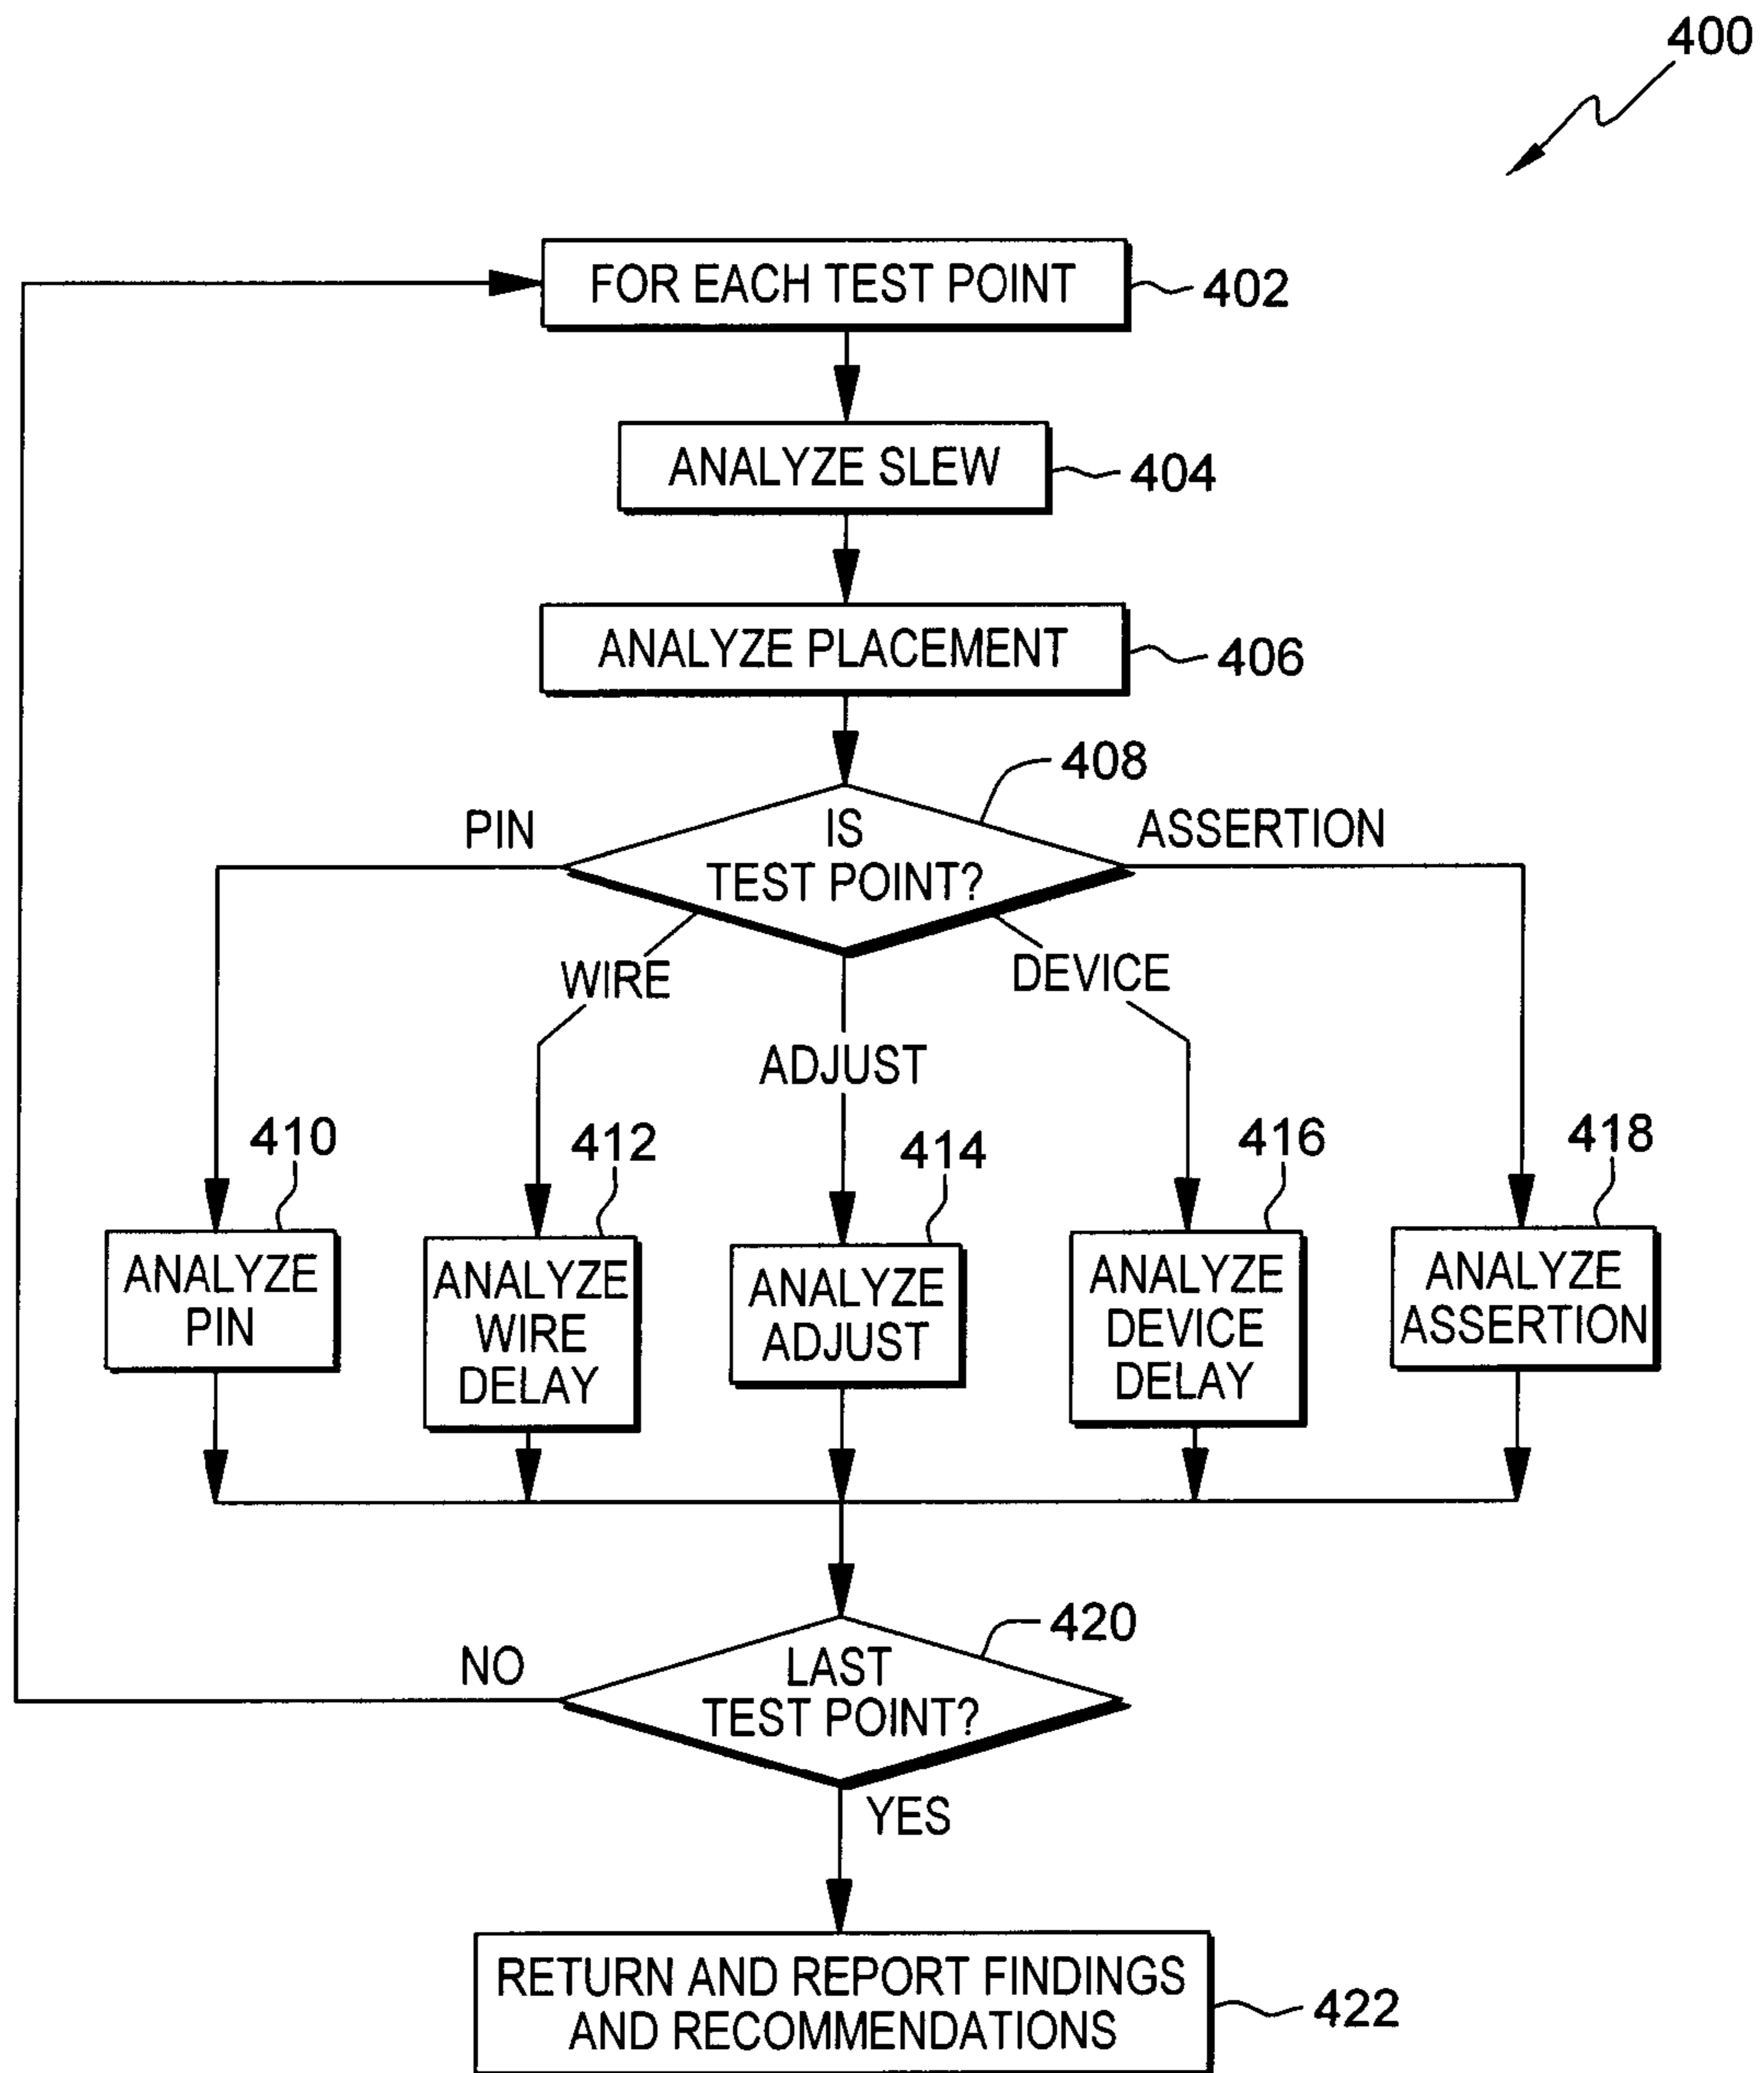 400
FOR EACH TEST POINT
402
ANALYZE SLEW
404
ANALYZE PLACEMENT
406
408
PIN
IS
TEST POINT?
ASSERTION
WIRE
DEVICE
ADJUST
410
412
414
416
418
ANALYZE
PIN
ANALYZE
WIRE
DELAY
ANALYZE
ADJUST
ANALYZE
DEVICE
DELAY
ANALYZE
ASSERTION
420
NO
LAST
TEST POINT?
YES
RETURN AND REPORT FINDINGS
AND RECOMMENDATIONS
422